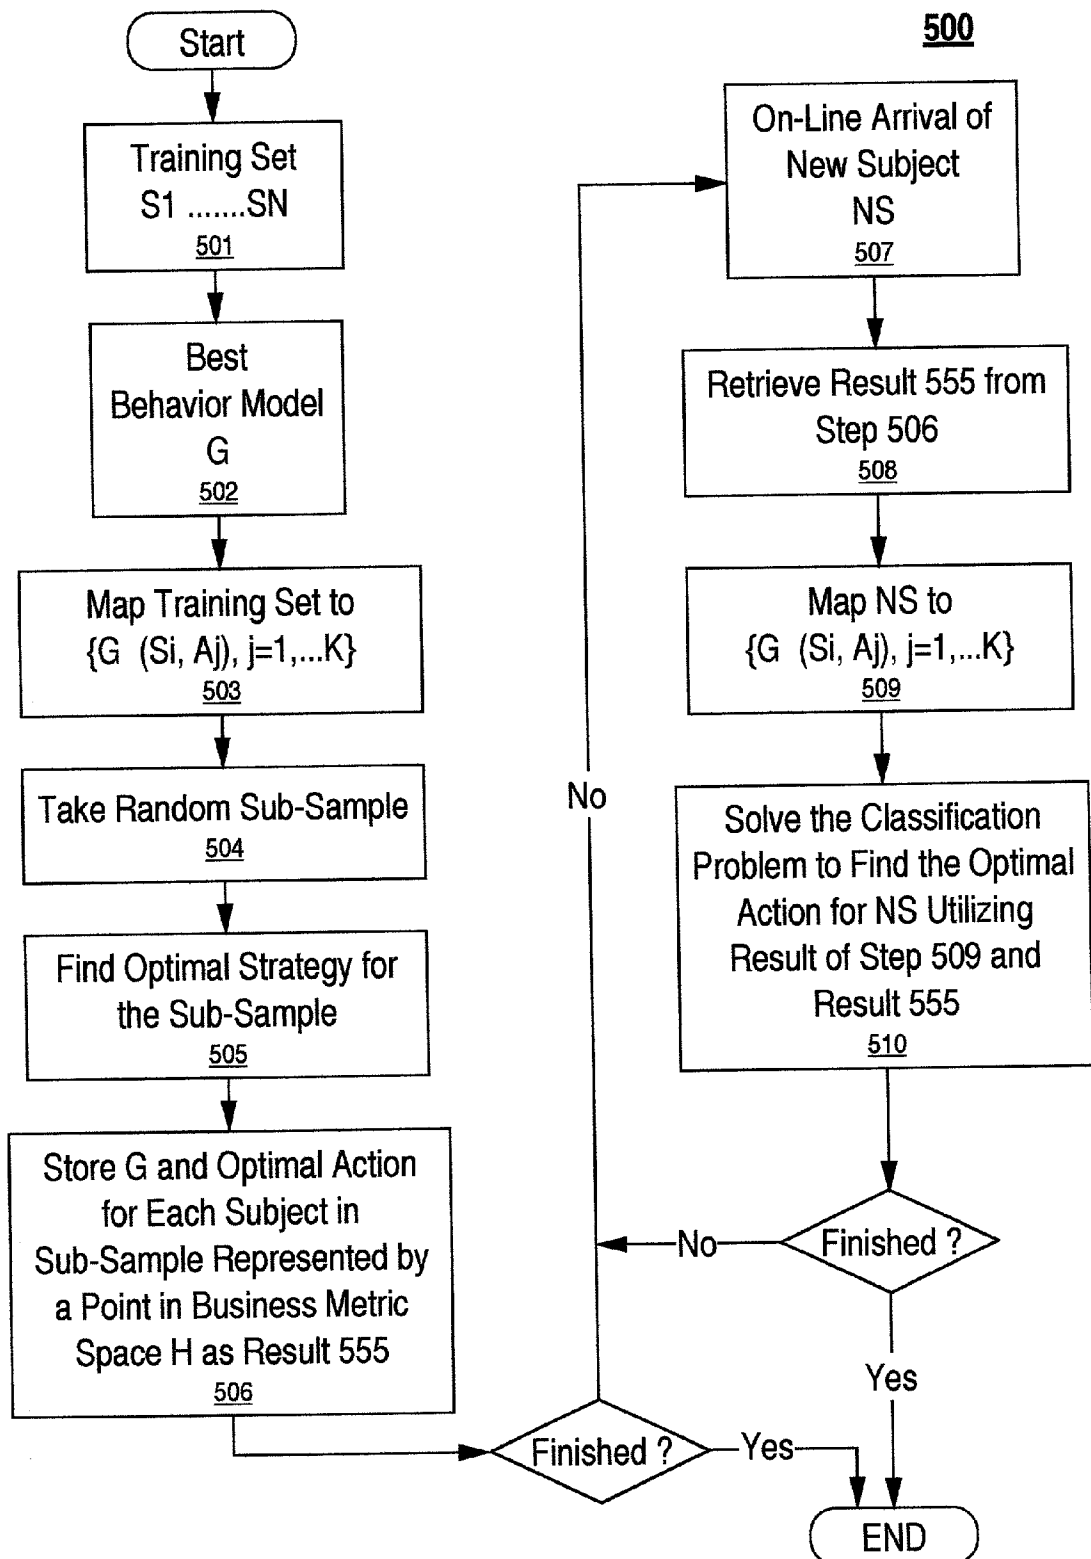 500
Start
Training Set
S1 .......SN
501
Best
Behavior Model
G
502
Map Training Set to
{G (Si, Aj), j=1,...K}
503
Take Random Sub-Sample
504
Find Optimal Strategy for
the Sub-Sample
505
Store G and Optimal Action
for Each Subject in
Sub-Sample Represented by
a Point in Business Metric
Space H as Result 555
506
Finished ?
Yes
No
On-Line Arrival of
New Subject
NS
507
Retrieve Result 555 from
Step 506
508
Map NS to
{G (Si, Aj), j=1,...K}
509
Solve the Classification
Problem to Find the Optimal
Action for NS Utilizing
Result of Step 509 and
Result 555
510
Finished ?
No
Yes
END